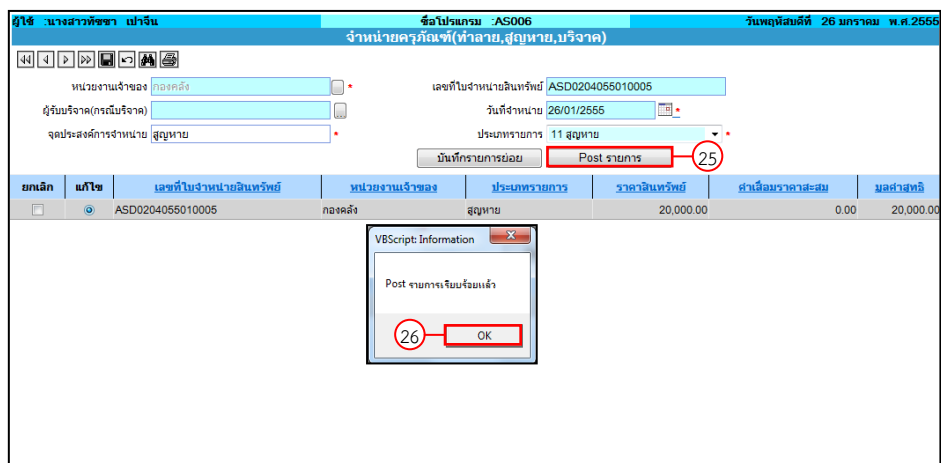 ผู้ใช้ :นางสาวทัชชา เปาจีน ชื่อโปรแกรม :AS006 วันพฤหัสบดีที่ 26 มกราคม พ.ศ.2555
จำหน่ายครุภัณฑ์(ทำลาย,สูญหาย,บริจาค)
หน่วยงานเจ้าของ กองคลัง * เลขที่ใบจำหน่ายสินทรัพย์ ASD0204055010005
ผู้รับบริจาค(กรณีบริจาค) วันที่จำหน่าย 26/01/2555 *
จุดประสงค์การจำหน่าย สูญหาย * ประเภทรายการ 11 สูญหาย *
บันทึกรายการย่อย Post รายการ 25
ยกเลิก แก้ไข เลขที่ใบจำหน่ายสินทรัพย์ หน่วยงานเจ้าของ ประเภทรายการ ราคาสินทรัพย์ ค่าเสื่อมราคาสะสม มูลค่าสุทธิ
ASD0204055010005 กองคลัง สูญหาย 20,000.00 0.00 20,000.00
VBScript: Information
Post รายการเรียบร้อยแล้ว
26 OK